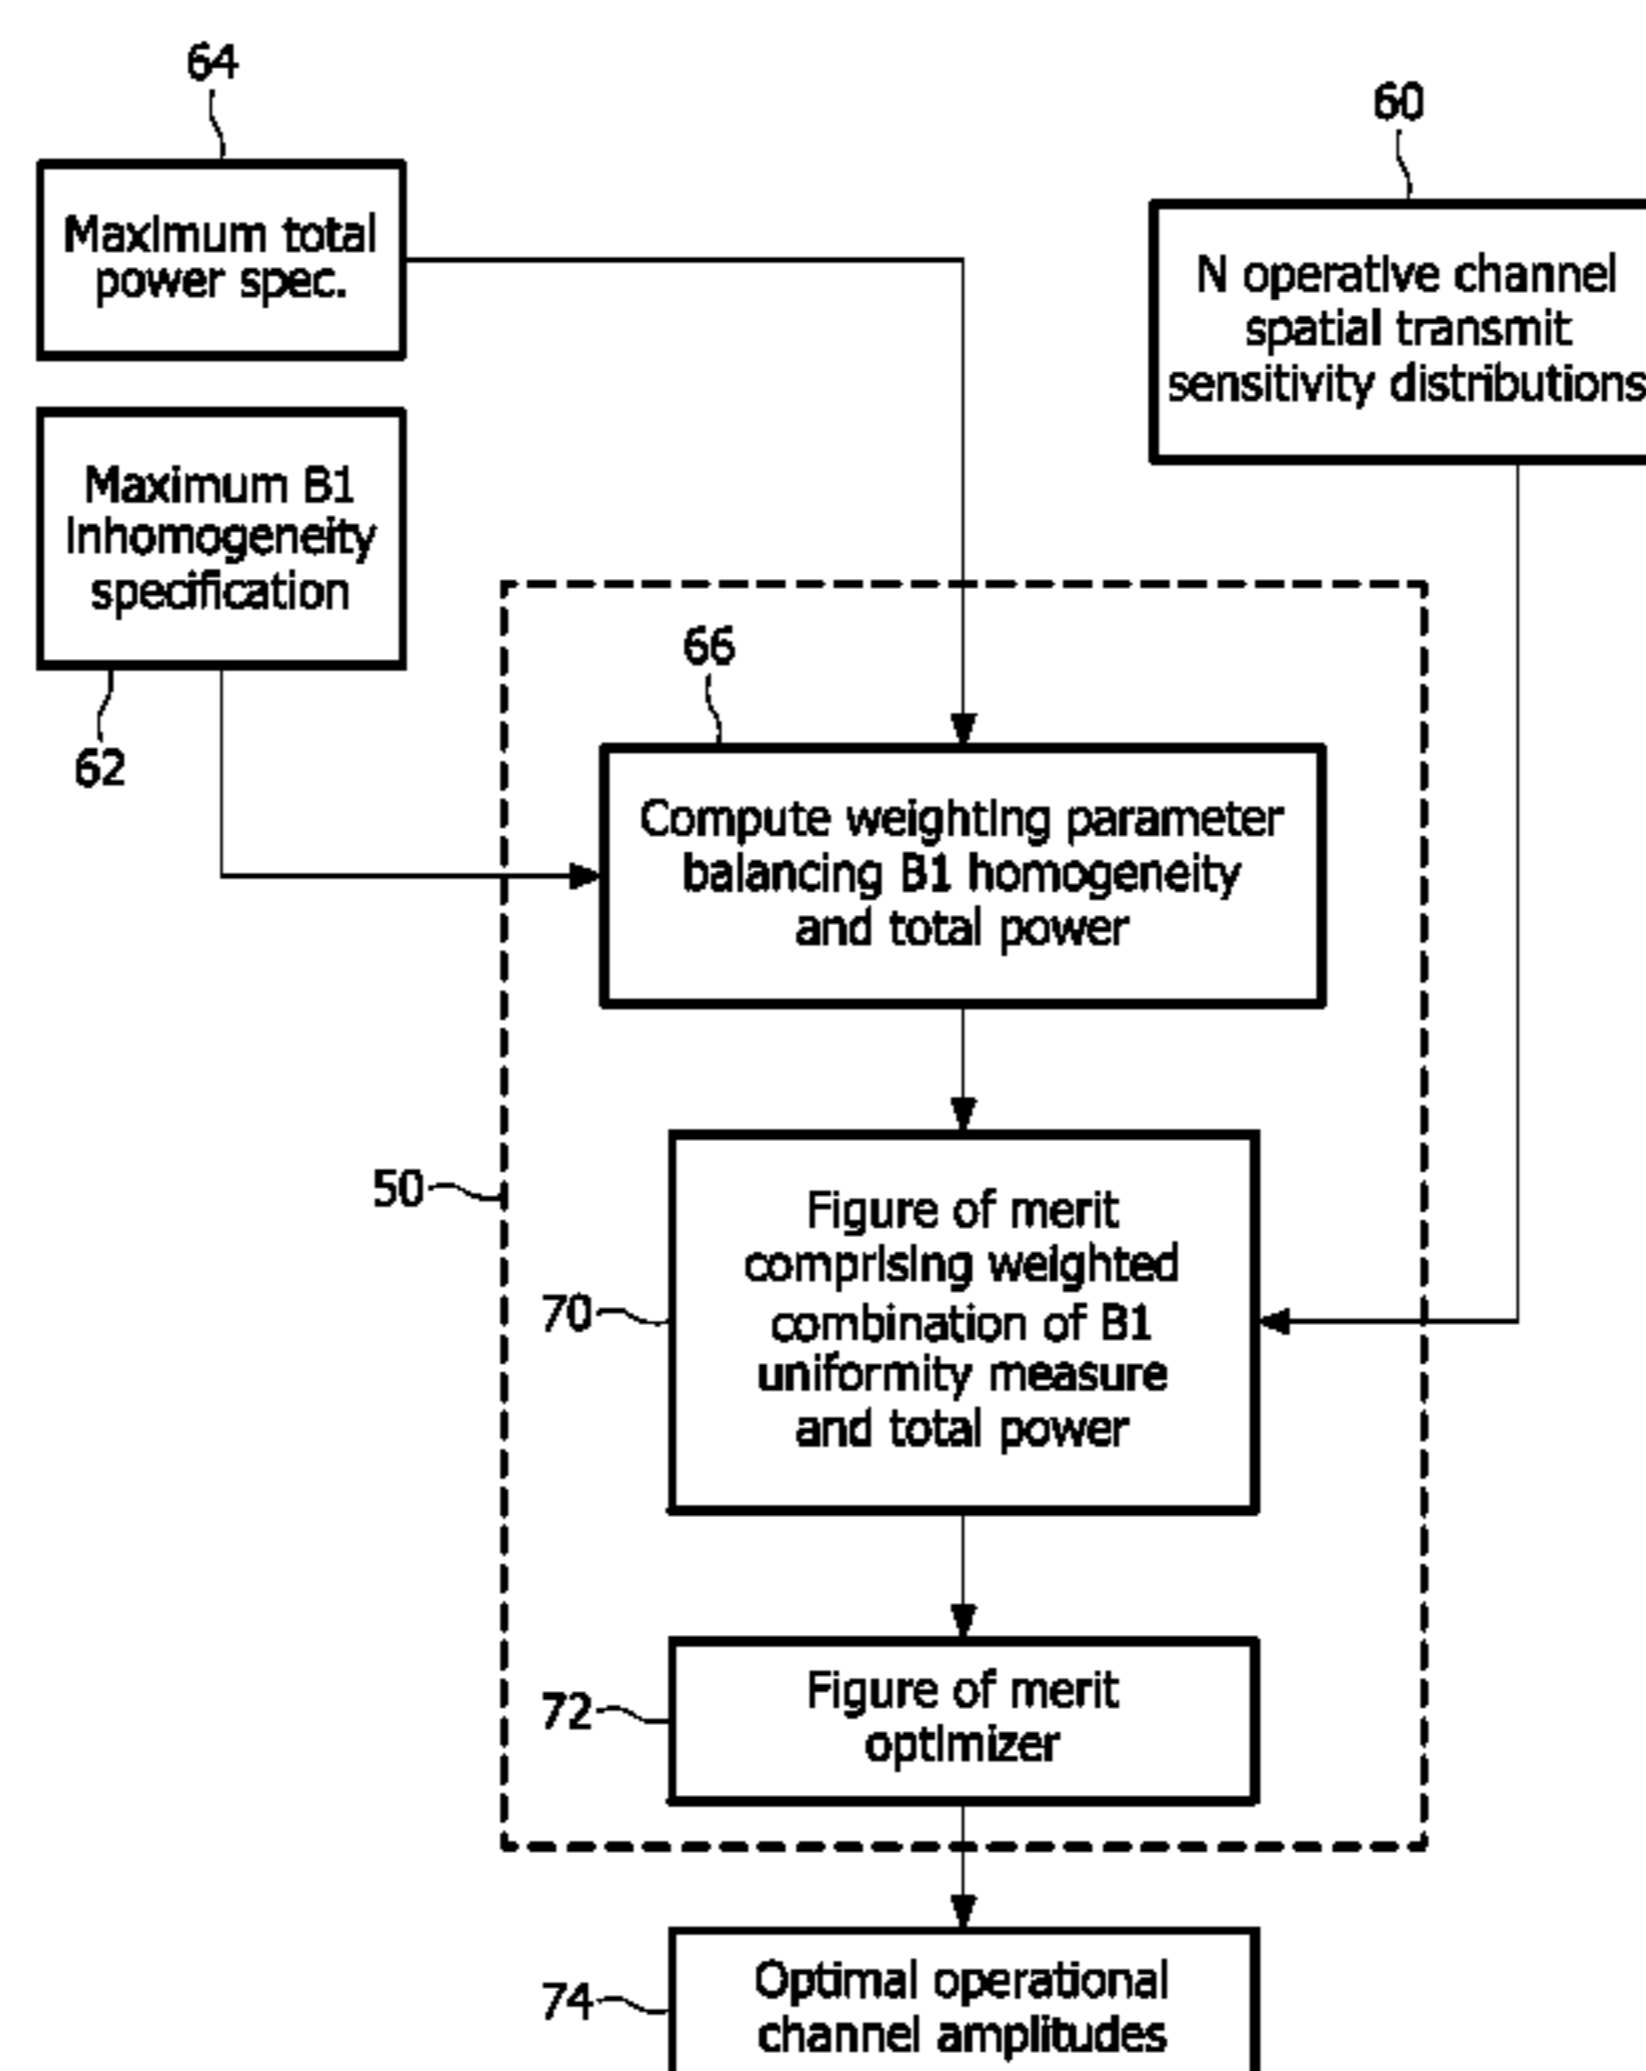 64
Maximum total
power spec.
60
N operative channel
spatial transmit
sensitivity distributions
Maximum B1
Inhomogeneity
specification
62
66
Compute weighting parameter
balancing B1 homogeneity
and total power
50
70
Figure of merit
comprising weighted
combination of B1
uniformity measure
and total power
72
Figure of merit
optimizer
74
Optimal operational
channel amplitudes